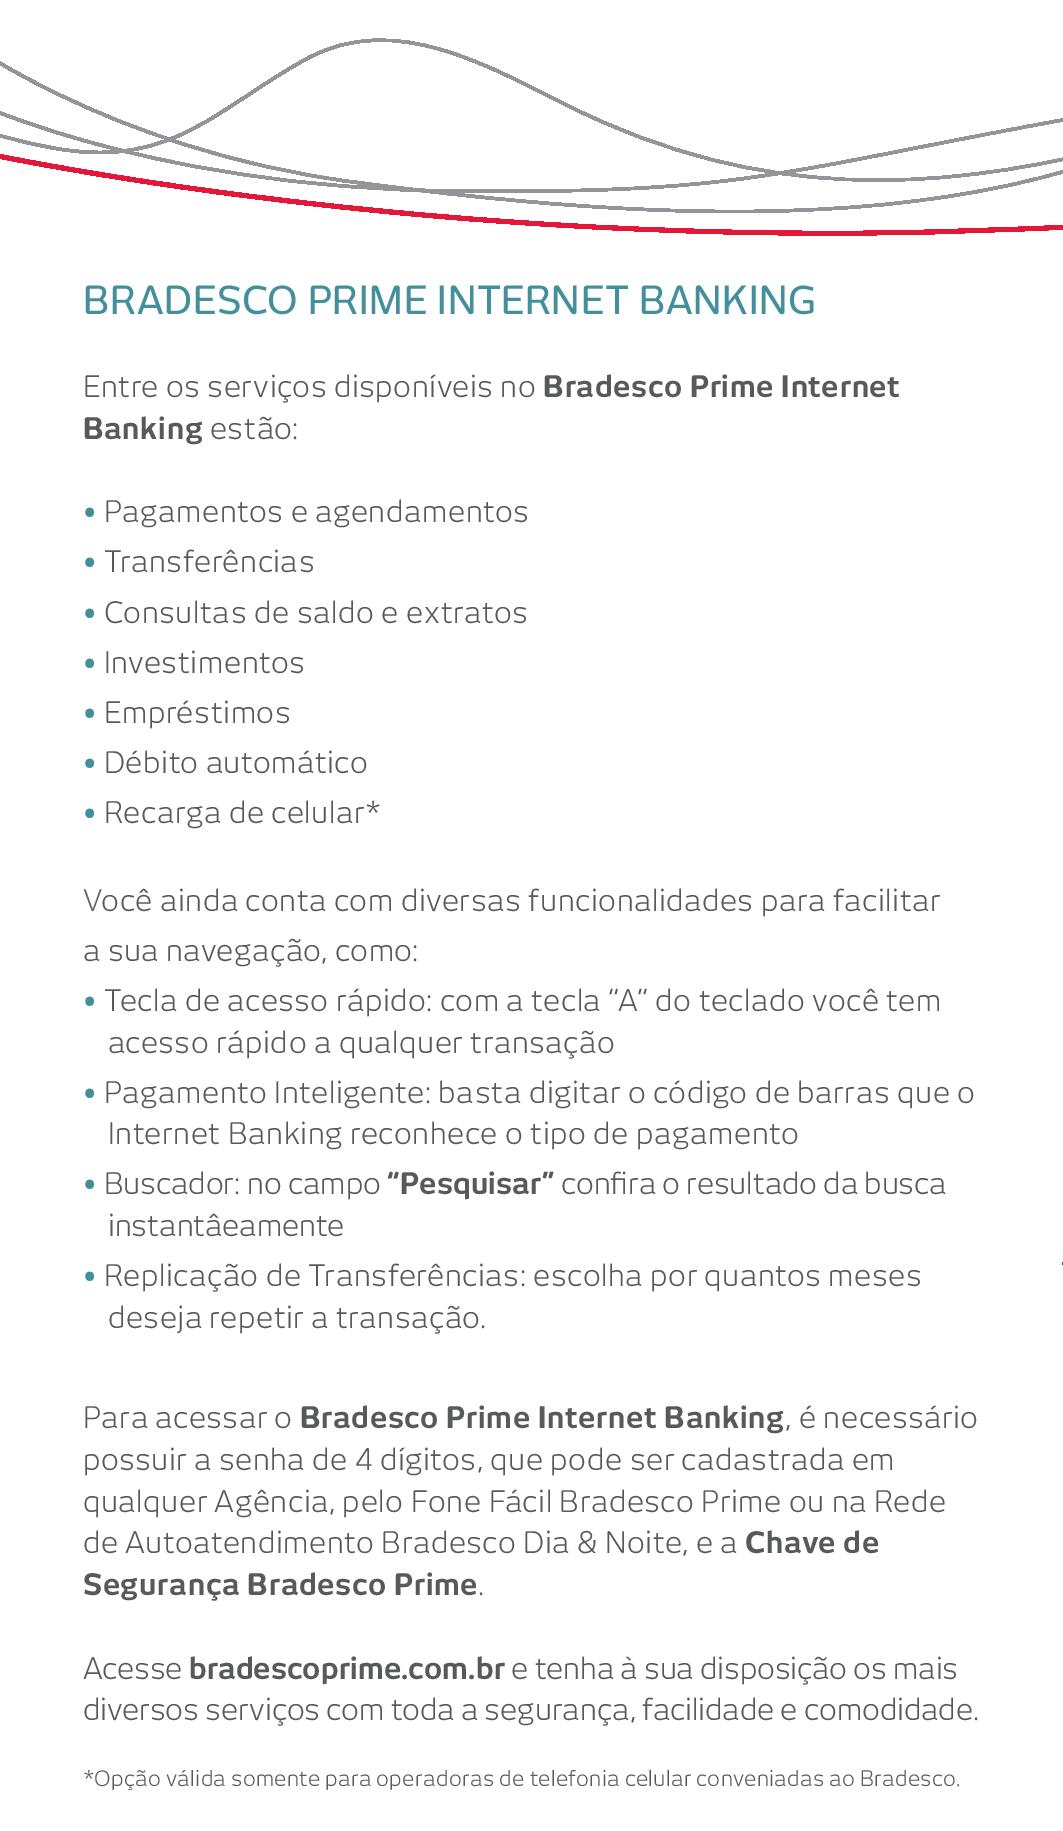 BRADESCO PRIME INTERNET BANKING
Entre os serviços disponíveis no Bradesco Prime Internet
Banking estão:
• Pagamentos e agendamentos
• Transferências
• Consultas de saldo e extratos
• Investimentos
• Empréstimos
• Débito automático
• Recarga de celular*
Você ainda conta com diversas funcionalidades para facilitar
a sua navegação, como:
• Tecla de acesso rápido: com a tecla “A” do teclado você tem
acesso rápido a qualquer transação
• Pagamento Inteligente: basta digitar o código de barras que o
Internet Banking reconhece o tipo de pagamento
• Buscador: no campo “Pesquisar” confira o resultado da busca
instantâeamente
• Replicação de Transferências: escolha por quantos meses
deseja repetir a transação.
Para acessar o Bradesco Prime Internet Banking, é necessário
possuir a senha de 4 dígitos, que pode ser cadastrada em
qualquer Agência, pelo Fone Fácil Bradesco Prime ou na Rede
de Autoatendimento Bradesco Dia & Noite, e a Chave de
Segurança Bradesco Prime.
Acesse bradescoprime.com.br e tenha à sua disposição os mais
diversos serviços com toda a segurança, facilidade e comodidade.
*Opção válida somente para operadoras de telefonia celular conveniadas ao Bradesco.